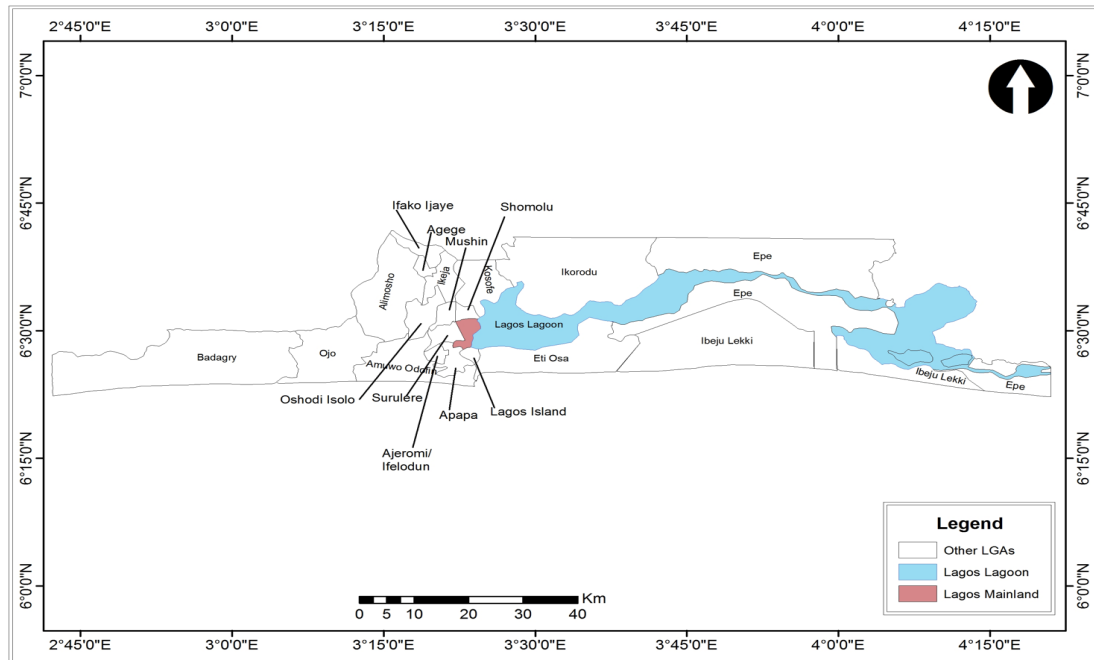 2°45'0"E 3°0'0"E 3°15'0"E 3°30'0"E 3°45'0"E 4°0'0"E 4°15'0"E
7°0'0"N 7°0'0"N
6°45'0"N 6°45'0"N
Ifako Ijaye
Shomolu
Agege
Mushin
Ikeja
Kosofe
Alimosho
Ikorodu
Epe
Epe
6°30'0"N 6°30'0"N
Lagos Lagoon
Badagry
Ojo
Amuwo Odofin
Eti Osa
Ibeju Lekki
Ibeju Lekki
Epe
Oshodi Isolo
Surulere
Apapa
Lagos Island
Ajeromi/
Ifelodun
6°15'0"N 6°15'0"N
Legend
Other LGAs
Lagos Lagoon
Lagos Mainland
6°0'0"N 6°0'0"N
Km
0 5 10 20 30 40
2°45'0"E 3°0'0"E 3°15'0"E 3°30'0"E 3°45'0"E 4°0'0"E 4°15'0"E